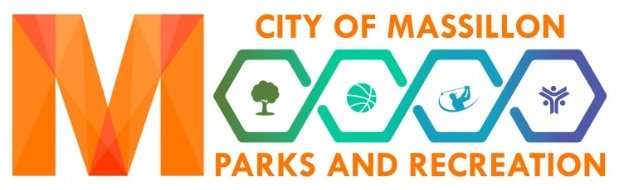 M
CITY OF MASSILLON
PARKS AND RECREATION